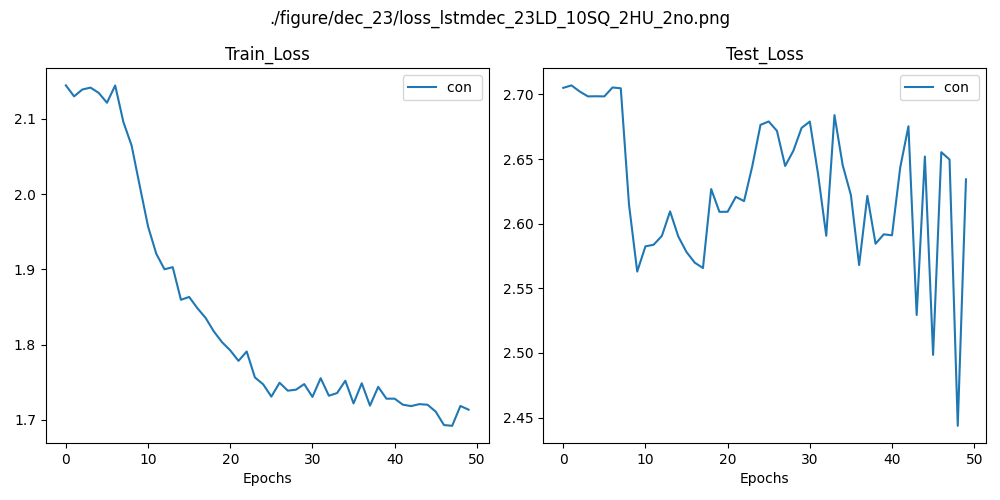 ./figure/dec_23/loss_lstmdec_23LD_10SQ_2HU_2no.png
Train_Loss
con
2.1
2.0
1.9
1.8
1.7
0 10 20 30 40 50
Epochs
Test_Loss
con
2.70
2.65
2.60
2.55
2.50
2.45
0 10 20 30 40 50
Epochs